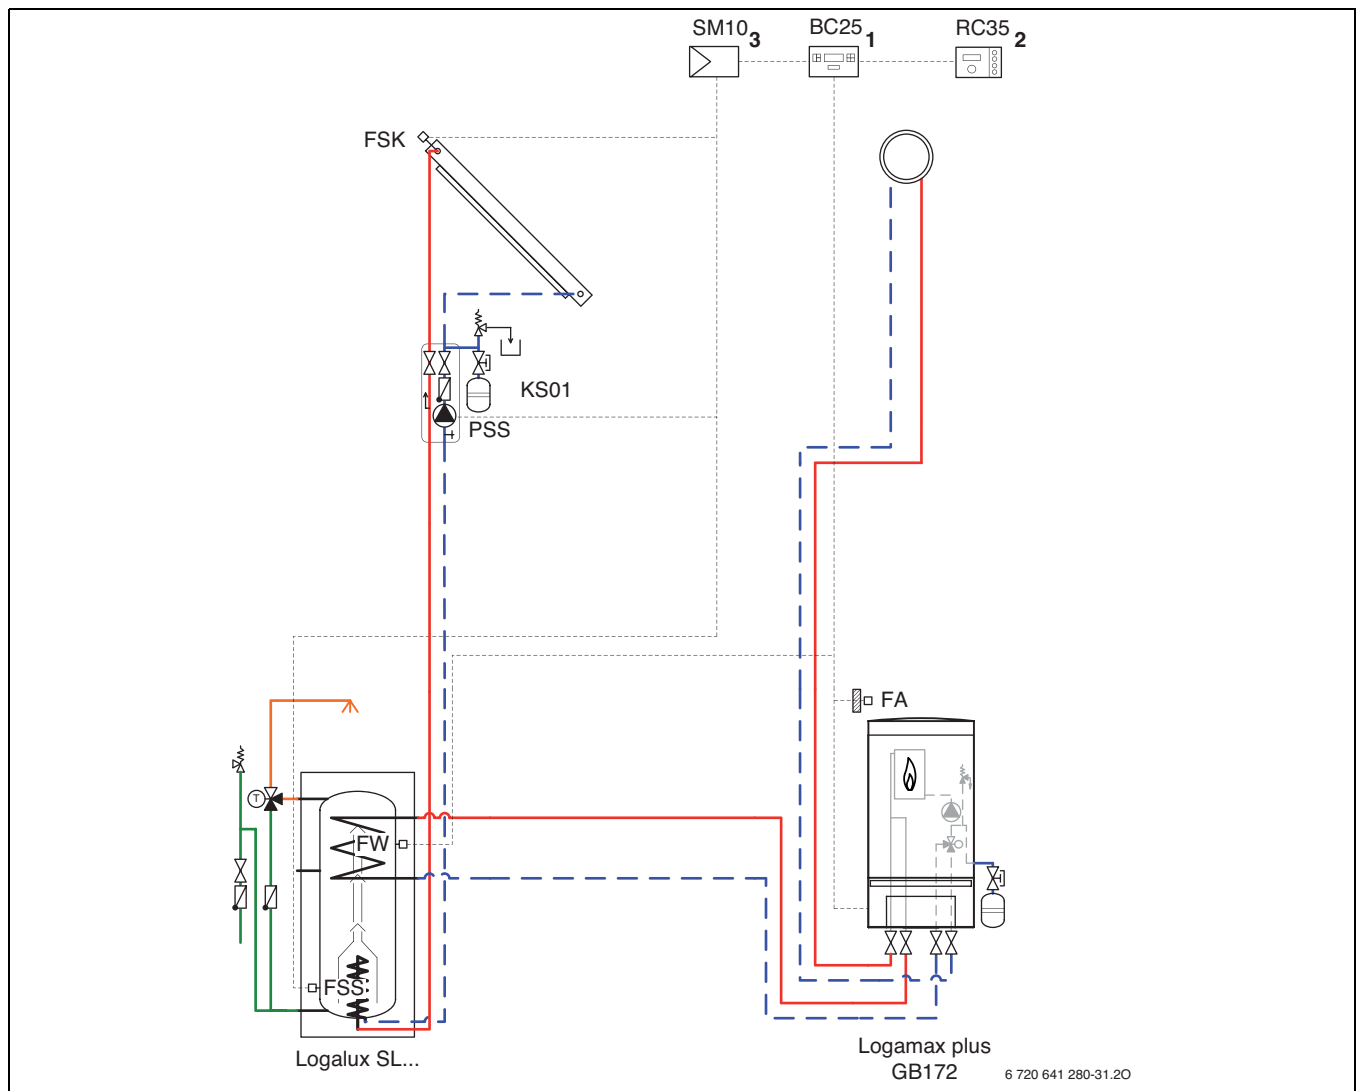 SM10 3
BC25 1
RC35 2
FSK
KS01
PSS
FA
T
FW
FSS
Logalux SL...
Logamax plus
GB172
6 720 641 280-31.2O